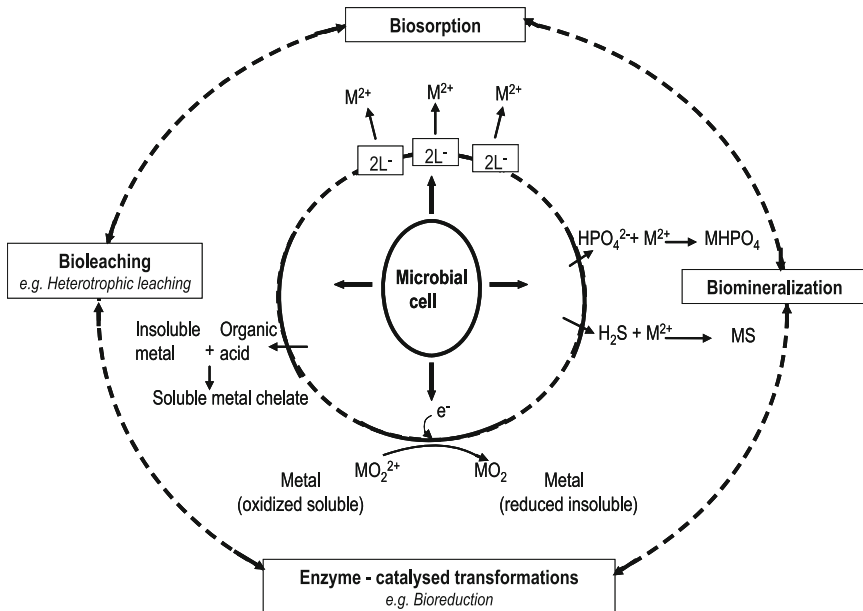 Biosorption
M²⁺
M²⁺
M²⁺
2L⁻
2L⁻
2L⁻
HPO₄²⁻+ M²⁺
MHPO₄
Bioleaching
e.g. Heterotrophic leaching
Microbial
cell
Biomineralization
Insoluble
metal
+
Organic
acid
H₂S + M²⁺
MS
Soluble metal chelate
e⁻
MO₂²⁺
MO₂
Metal
(oxidized soluble)
Metal
(reduced insoluble)
Enzyme - catalysed transformations
e.g. Bioreduction